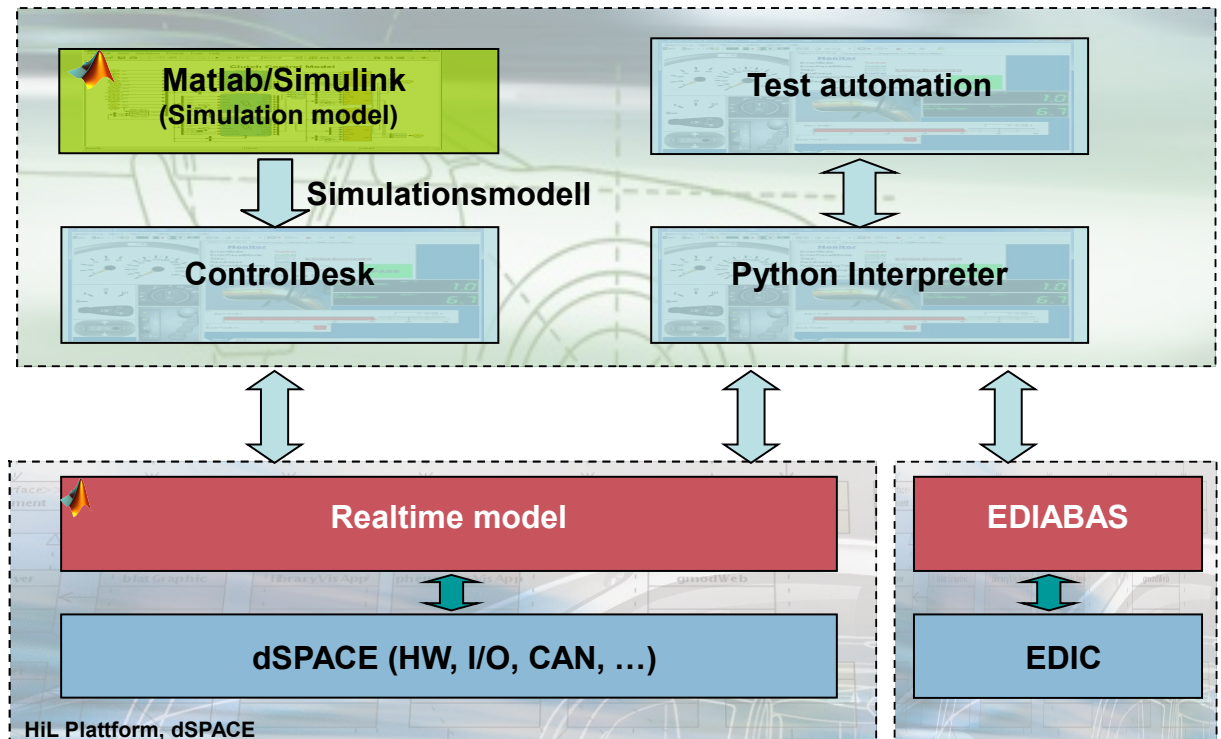 Matlab/Simulink
(Simulation model)
Test automation
Simulationsmodell
ControlDesk
Python Interpreter
Realtime model
EDIABAS
dSPACE (HW, I/O, CAN, …)
EDIC
HiL Plattform, dSPACE